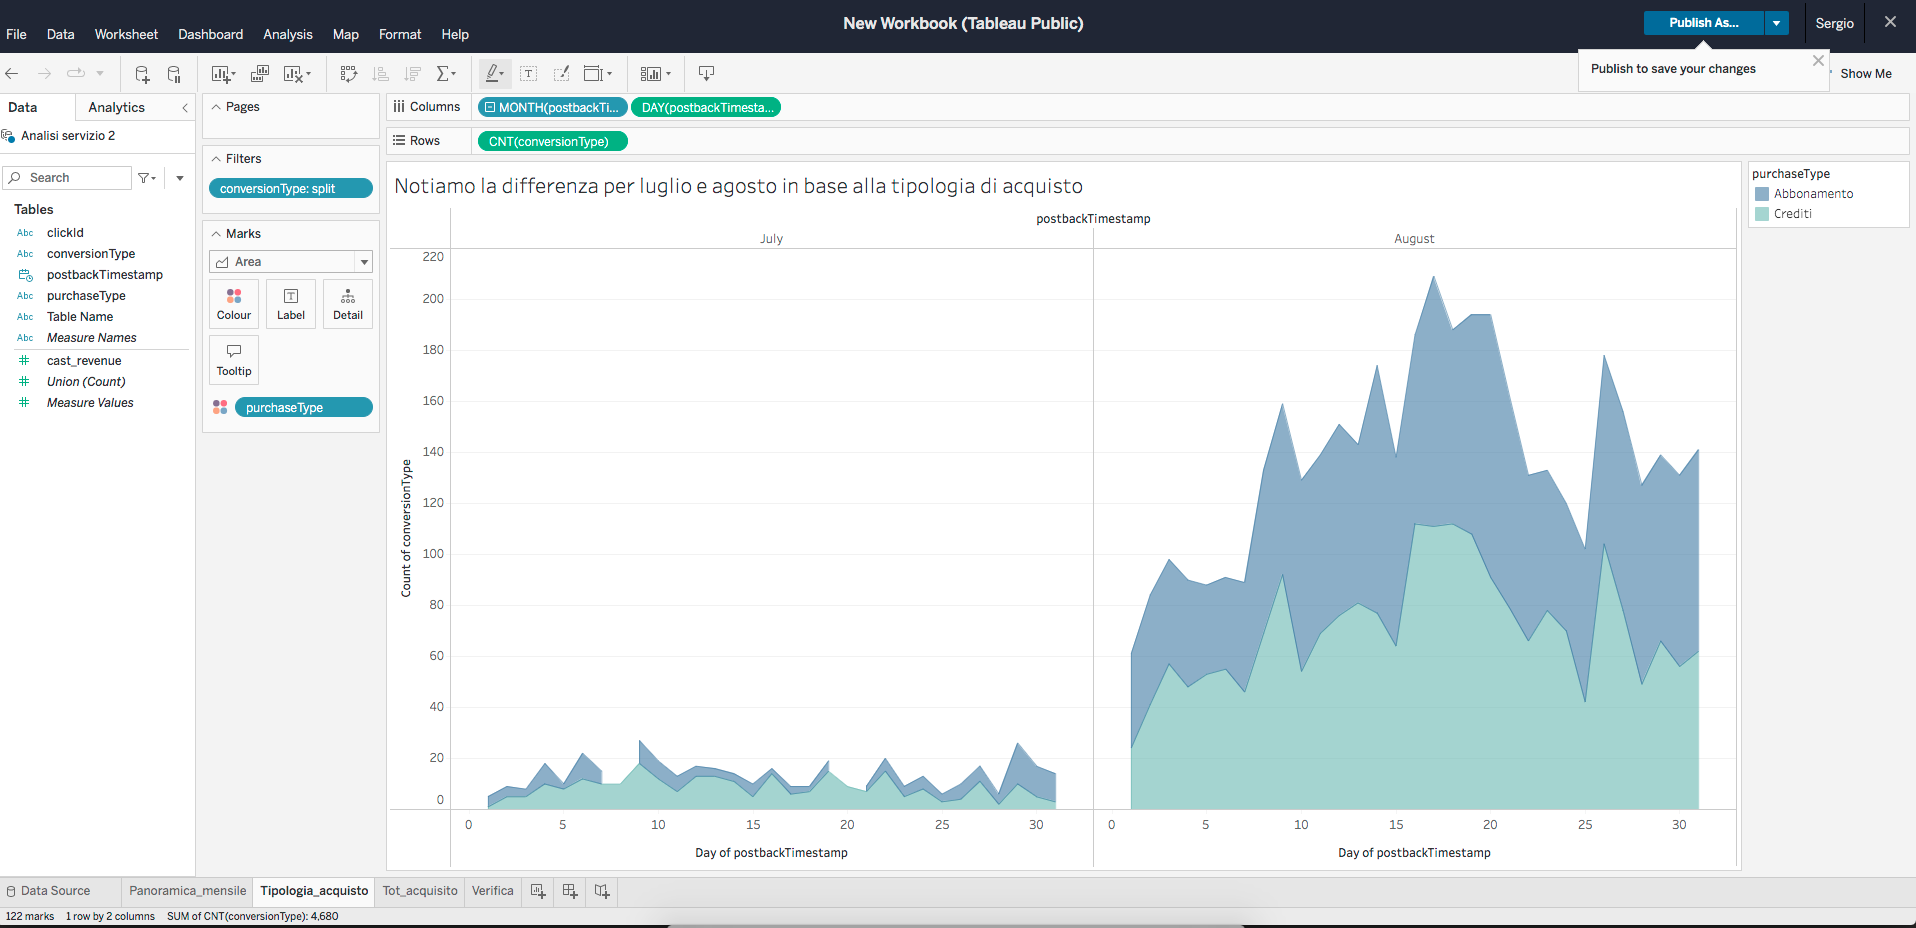 New Workbook (Tableau Public)
Publish As...
Sergio
File Data Worksheet Dashboard Analysis Map Format Help
Publish to save your changes
Show Me
Data
Analytics
Analisi servizio 2
Search
Tables
Abc clickId
Abc conversionType
postbackTimestamp
Abc purchaseType
Abc Table Name
Abc Measure Names
cast_revenue
Union (Count)
Measure Values
Pages
Filters
conversionType: split
Marks
Area
Colour
Label
Detail
Tooltip
purchaseType
Columns
MONTH(postbackTi...
DAY(postbackTimesta...
Rows
CNT(conversionType)
Notiamo la differenza per luglio e agosto in base alla tipologia di acquisto
postbackTimestamp
July
August
220
200
180
160
140
120
100
80
60
40
20
0
Count of conversionType
0 5 10 15 20 25 30
0 5 10 15 20 25 30
Day of postbackTimestamp
Day of postbackTimestamp
purchaseType
Abbonamento
Crediti
Data Source
Panoramica_mensile
Tipologia_acquisto
Tot_acquisito
Verifica
122 marks 1 row by 2 columns SUM of CNT(conversionType): 4,680